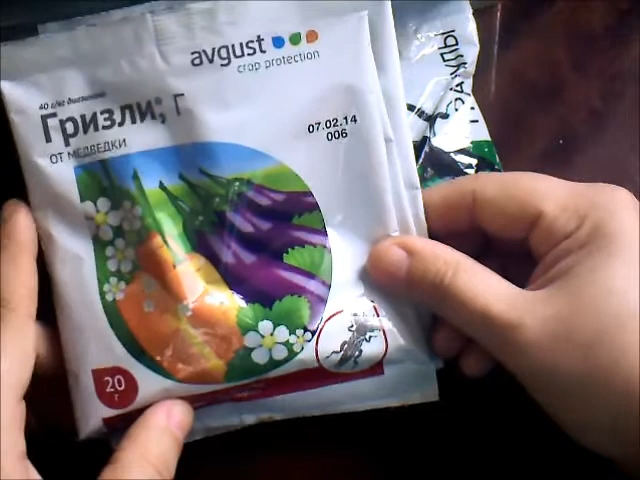 avgust
crop protection
40 г/кг диазинона
Гризли; Г
ОТ МЕДВЕДКИ
07.02.14
006
20
г